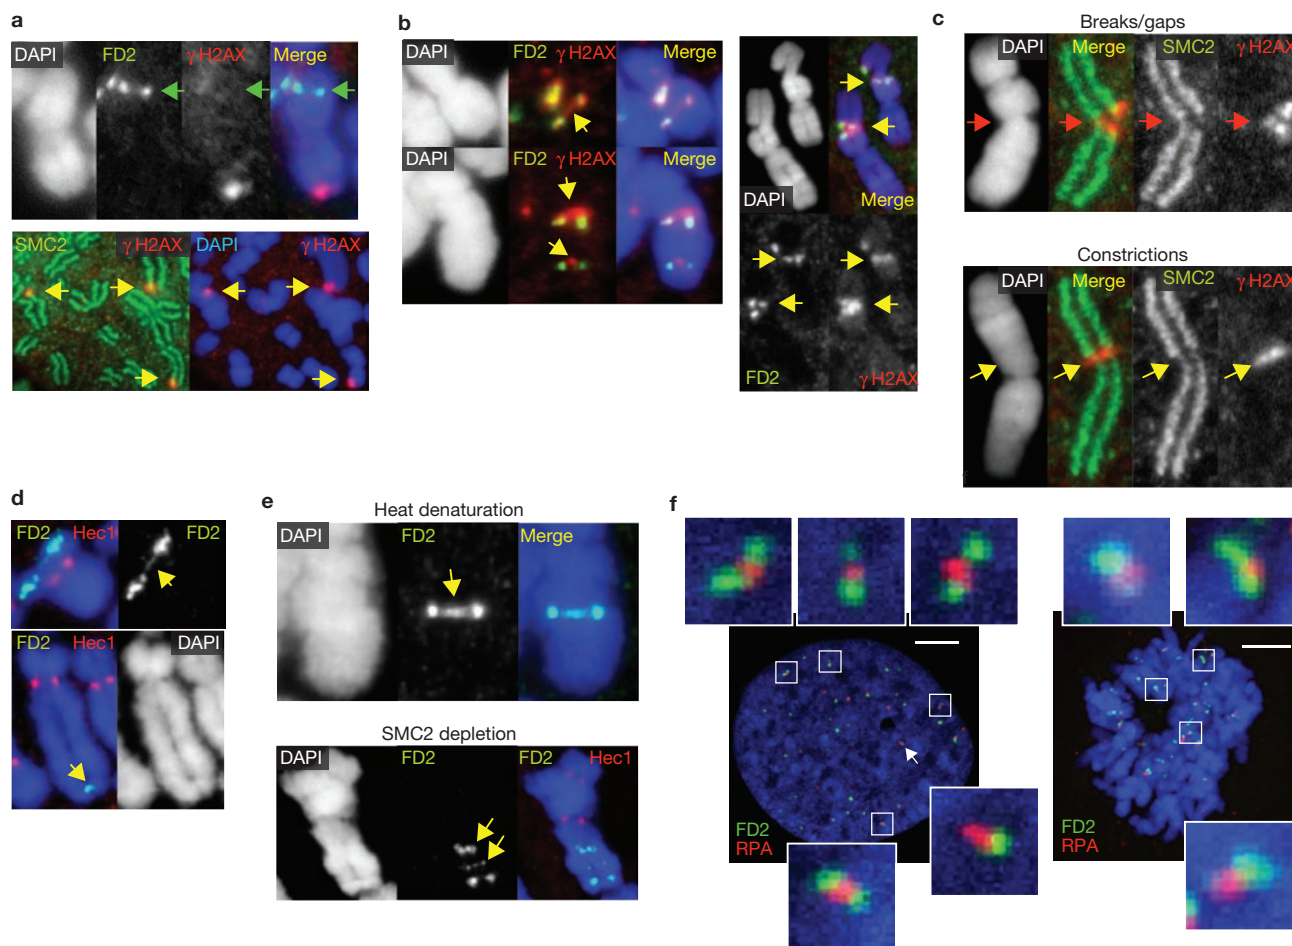 a
DAPI FD2 γH2AX Merge
SMC2 γH2AX DAPI γH2AX
b
DAPI FD2 γH2AX Merge
DAPI FD2 γH2AX Merge
DAPI Merge
FD2 γH2AX
c
Breaks/gaps
DAPI Merge SMC2 γH2AX
Constrictions
DAPI Merge SMC2 γH2AX
d
FD2 Hec1 FD2
FD2 Hec1 DAPI
e
Heat denaturation
DAPI FD2 Merge
SMC2 depletion
DAPI FD2 FD2 Hec1
f
FD2
RPA
FD2
RPA